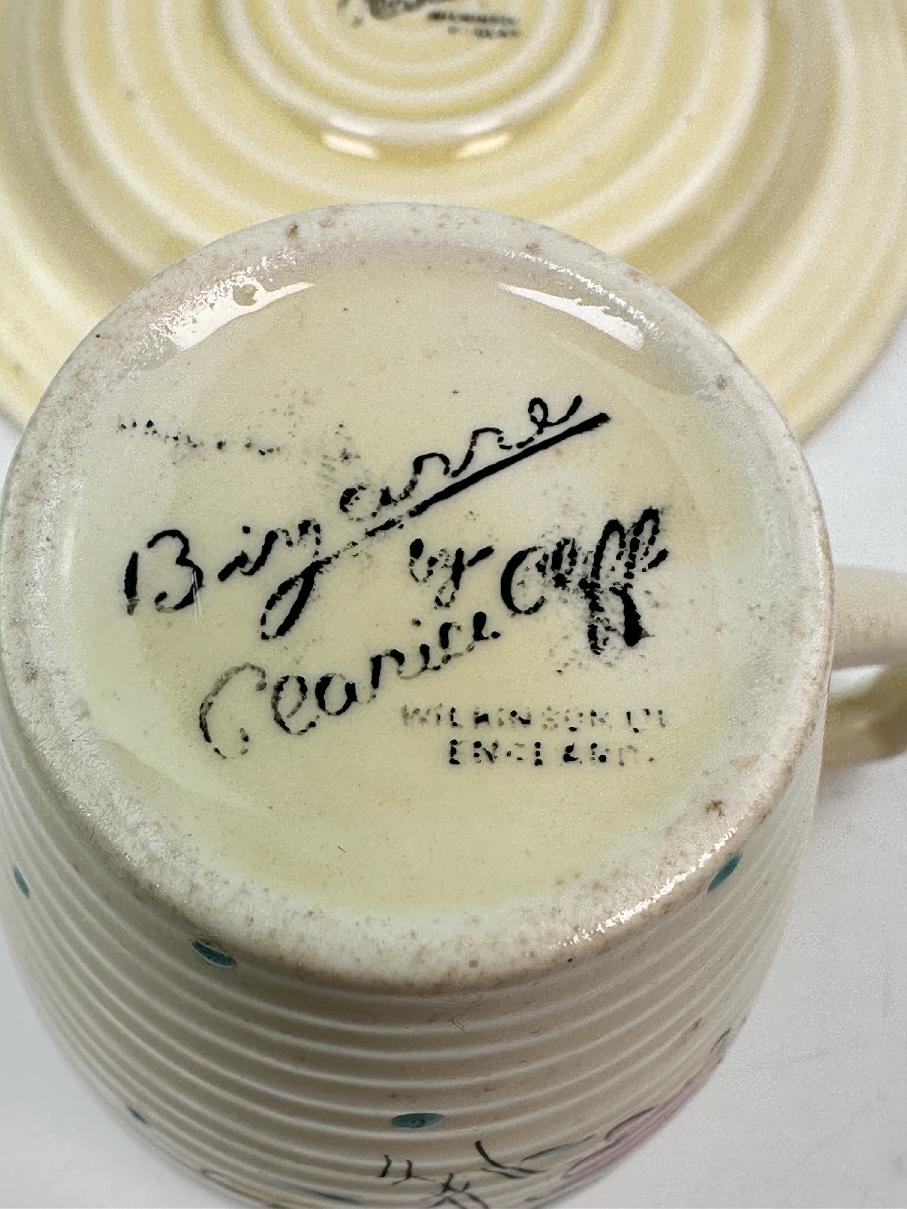 Bizarre
by
Clarice Cliff
WILKINSON LTD
ENGLAND.